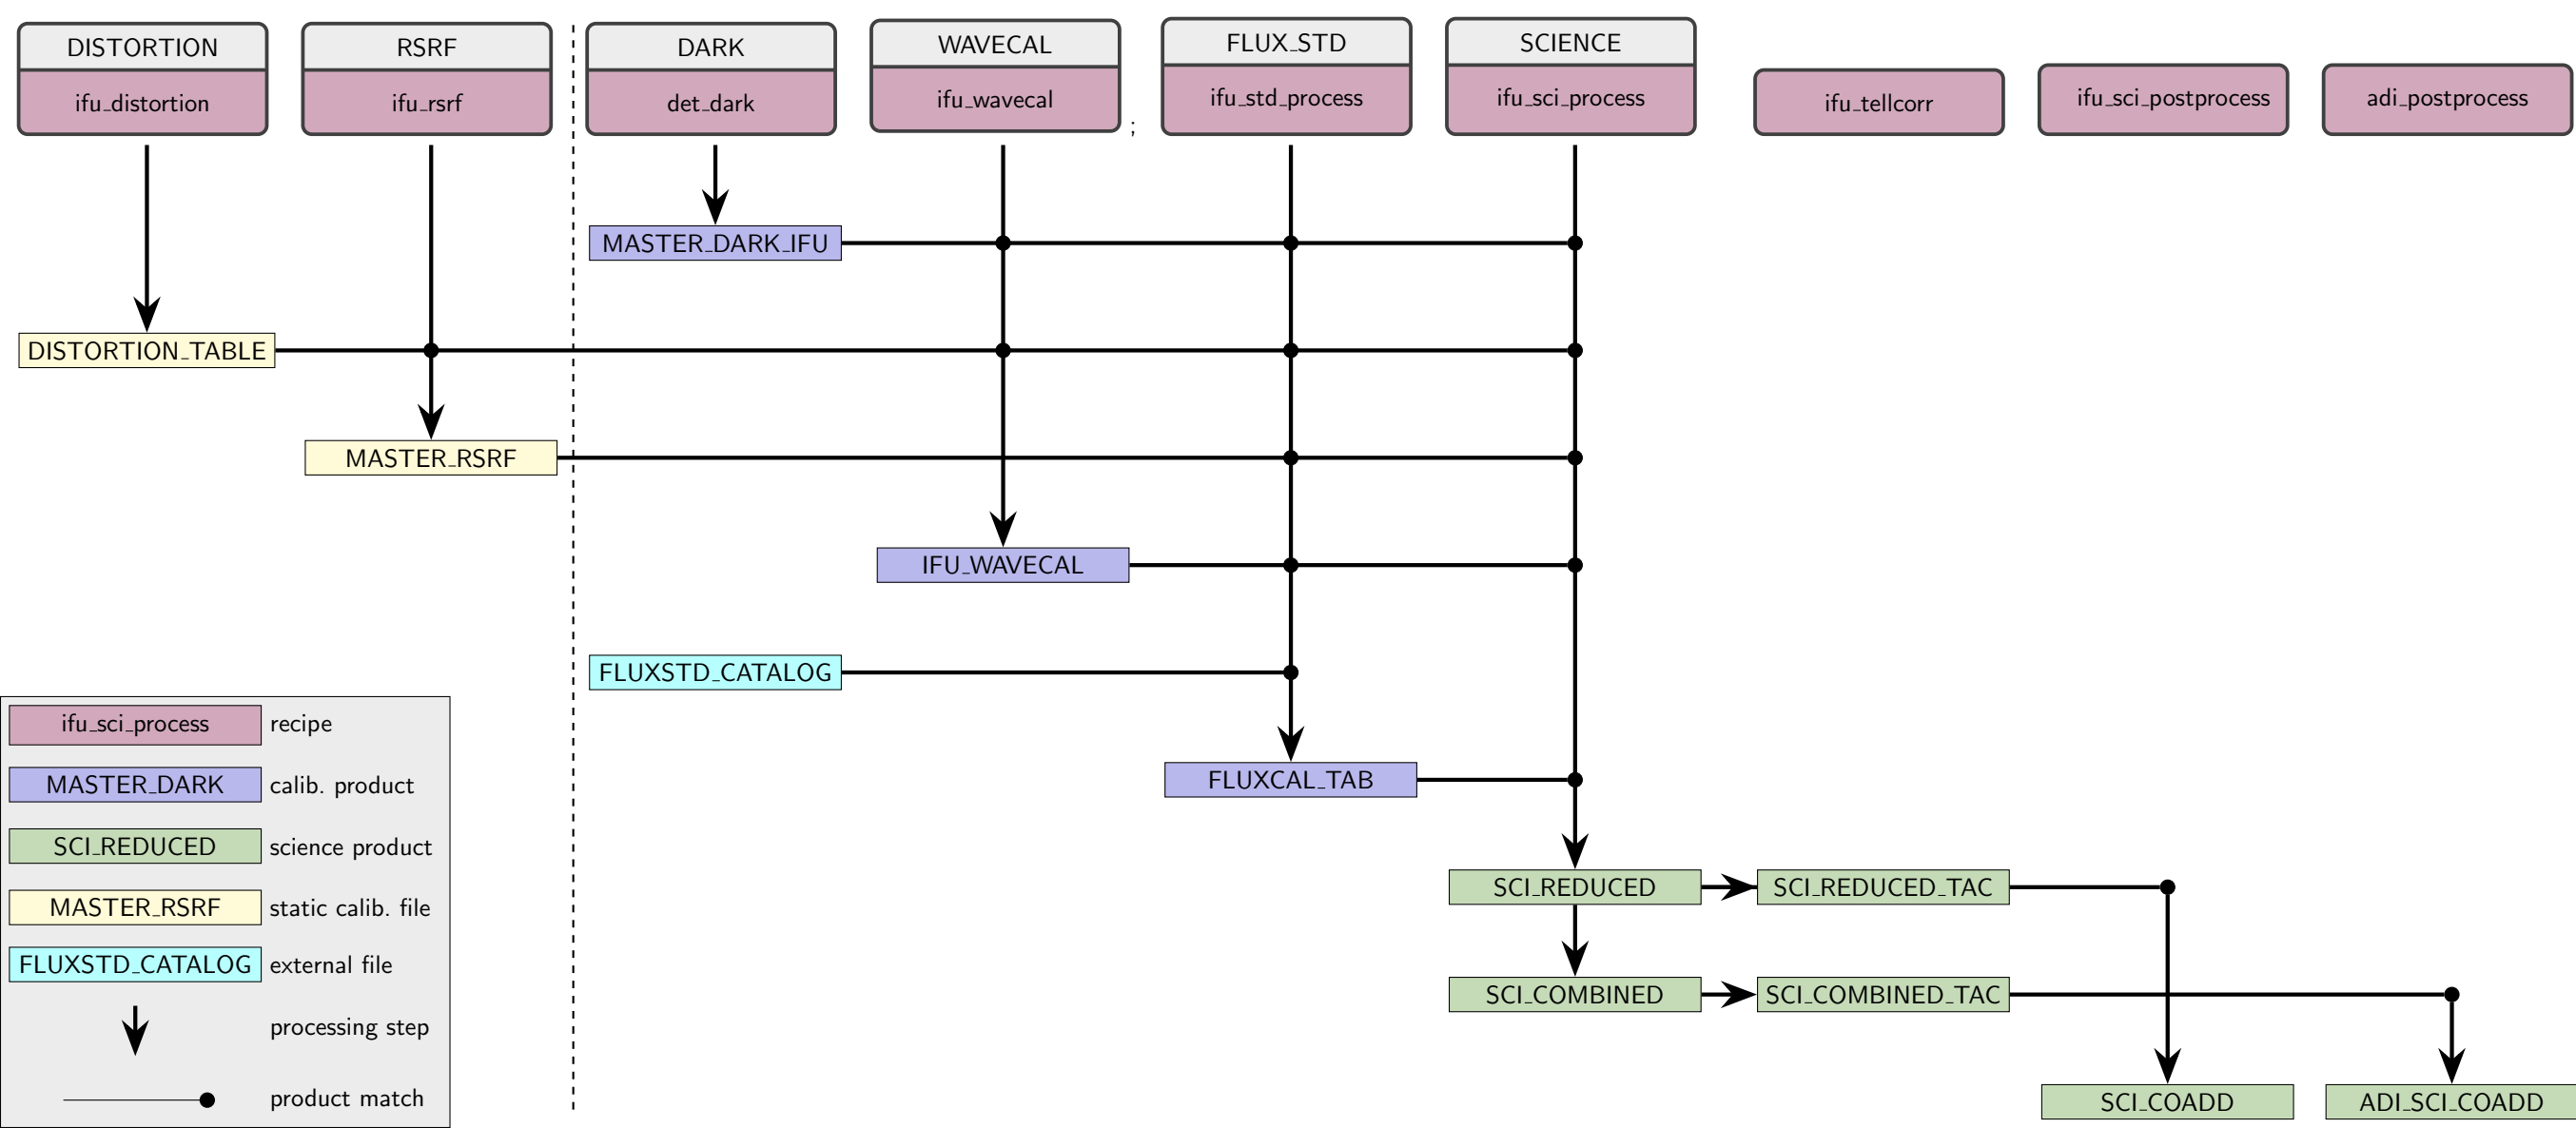 DISTORTION
ifu_distortion
RSRF
ifu_rsrf
DARK
det_dark
WAVECAL
ifu_wavecal
;
FLUX_STD
ifu_std_process
SCIENCE
ifu_sci_process
ifu_tellcorr
ifu_sci_postprocess
adi_postprocess
MASTER_DARK_IFU
DISTORTION_TABLE
MASTER_RSRF
IFU_WAVECAL
FLUXSTD_CATALOG
FLUXCAL_TAB
SCI_REDUCED
SCI_REDUCED_TAC
SCI_COMBINED
SCI_COMBINED_TAC
SCI_COADD
ADI_SCI_COADD
ifu_sci_process recipe
MASTER_DARK calib. product
SCI_REDUCED science product
MASTER_RSRF static calib. file
FLUXSTD_CATALOG external file
processing step
product match